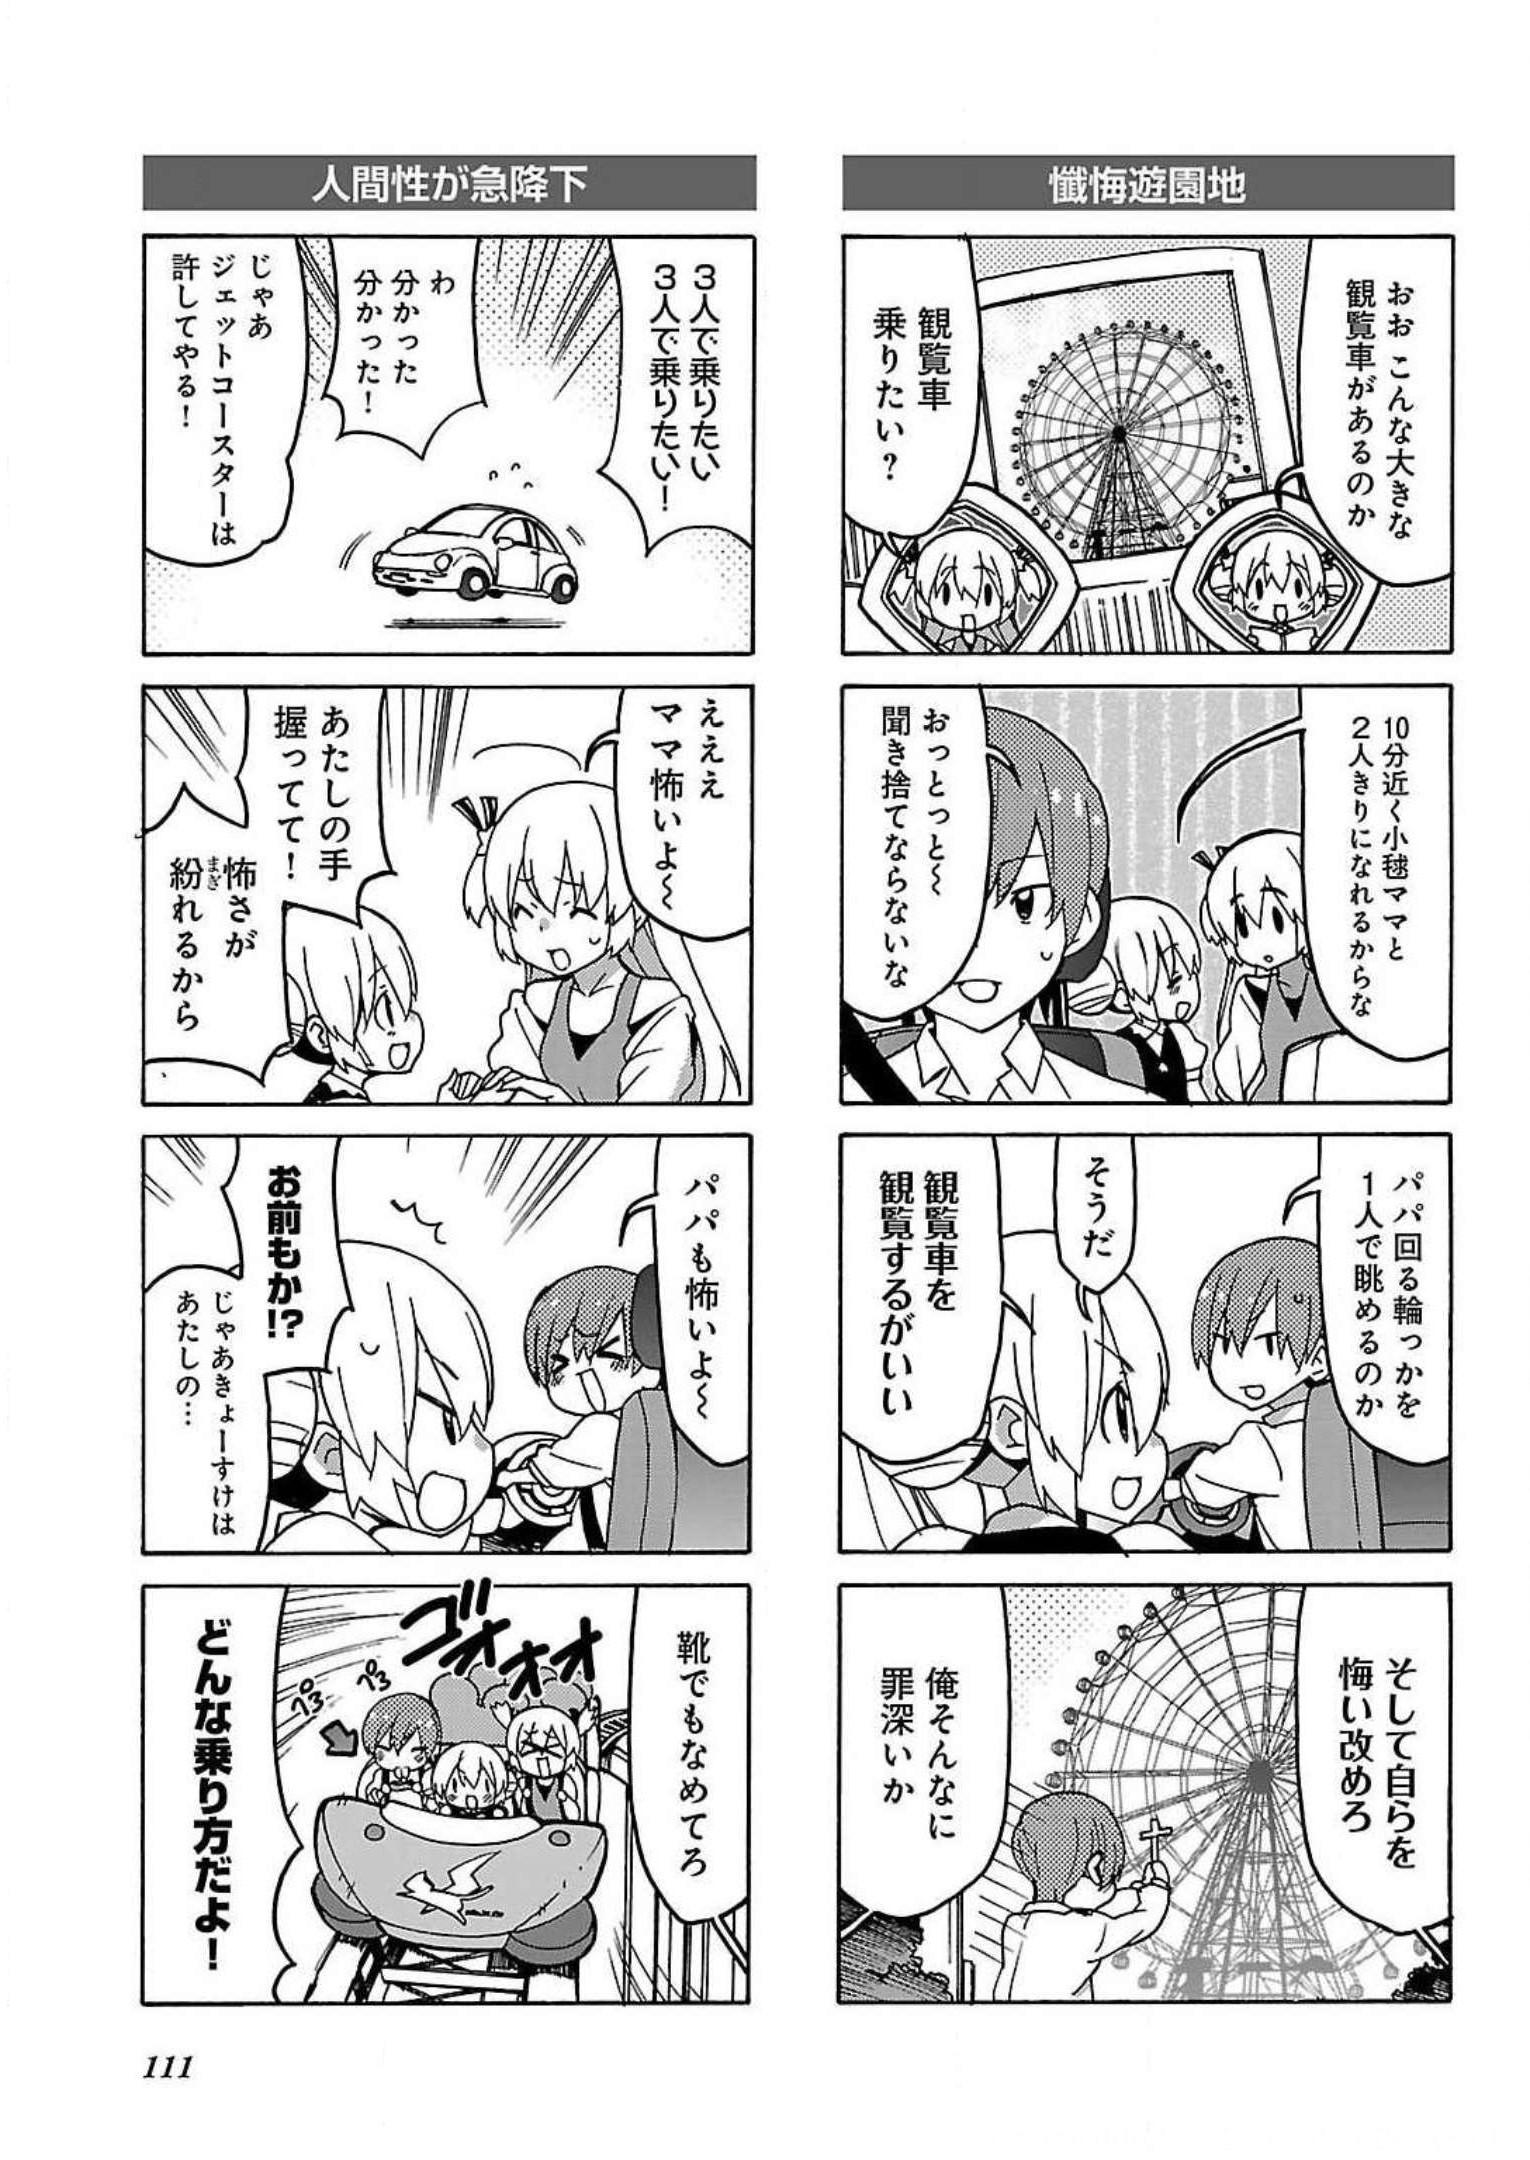 懺悔遊園地
おお こんな大きな
観覧車があるのか
観覧車
乗りたい?
10分近く小毬ママと
2人きりになれるからな
おっとっと〜
聞き捨てならないな
パパ回る輪っかを
1人で眺めるのか
そうだ
観覧車を
観覧するがいい
そして自らを
悔い改めろ
俺そんなに
罪深いか
人間性が急降下
3人で乗りたい
3人で乗りたい!
わ
分かった
分かった!
じゃあ
ジェットコースターは
許してやる!
えええ
ママ怖いよ〜
あたしの手
握ってて!
怖さが
紛れるから
まぎ
パパも怖いよ〜
お前もか!?
じゃあきょーすけは
あたしの…
靴でもなめてろ
ゴオオオオ
ペろ
ペろ
どんな乗り方だよ!
111